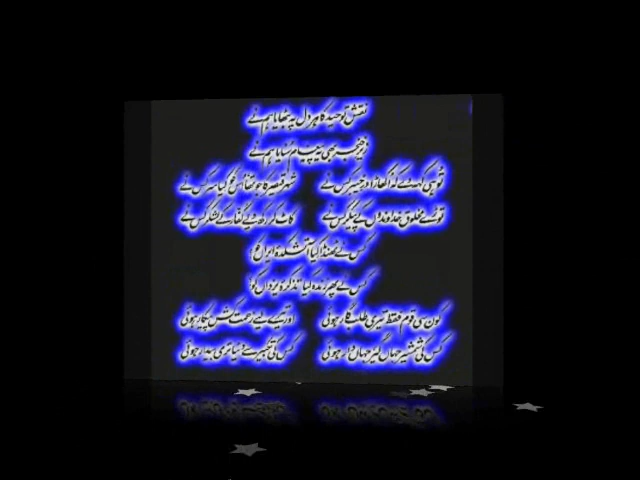 نقش توحید کا ہر دل پہ بٹھایا ہم نے
زیرِ خنجر بھی یہ پیغام سنایا ہم نے
تو ہی کہہ دے کہ اکھاڑا درِ خیبر کس نے
شہر قیصر کا جو تھا اس کو کیا سر کس نے
توڑے مخلوق خداوندوں کے پیکر کس نے
کاٹ کر رکھ دیے کفار کے لشکر کس نے
کس نے ٹھنڈا کیا آتشکدۂ ایراں کو؟
کس نے پھر زندہ کیا تذکرۂ یزداں کو؟
کون سی قوم فقط تیری طلب گار ہوئی
اور تیرے لیے زحمت کش پیکار ہوئی
کس کی شمشیر جہاں گیر جہاں دار ہوئی
کس کی تکبیر سے دنیا تری بیدار ہوئی